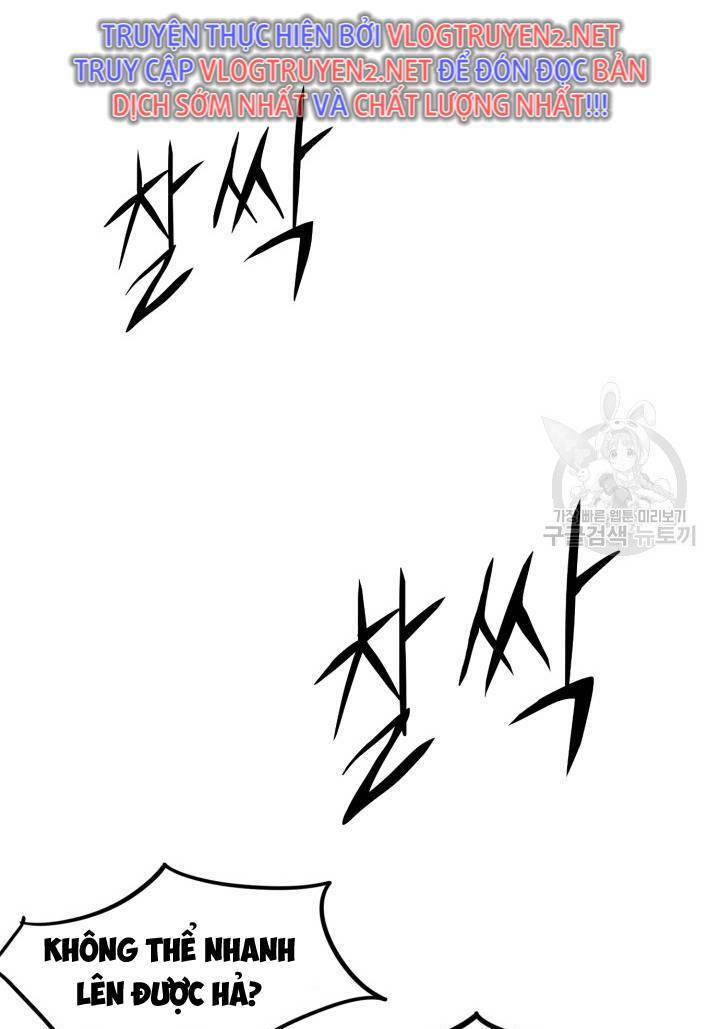 TRUYỆN THỰC HIỆN BỞI VLOGTRUYEN2.NET
TRUY CẬP VLOGTRUYEN2.NET ĐỂ ĐÓN ĐỌC BẢN
DỊCH SỚM NHẤT VÀ CHẤT LƯỢNG NHẤT!!!
찰싹
가장 빠른 웹툰 미리보기
구글검색 뉴토끼
찰싹
KHÔNG THỂ NHANH
LÊN ĐƯỢC HẢ?